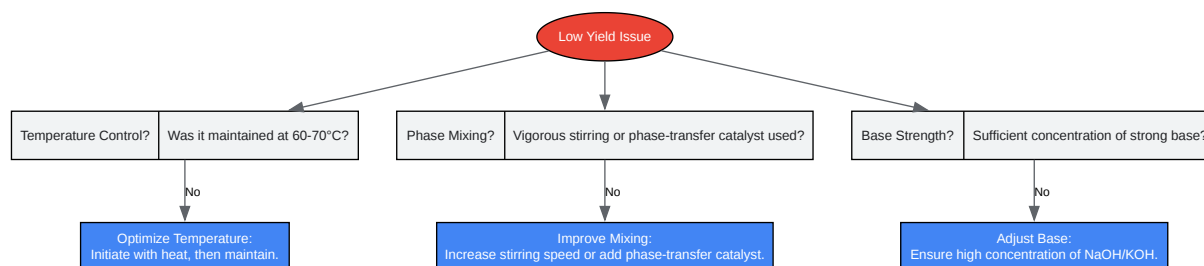 Low Yield Issue
Temperature Control? Was it maintained at 60-70°C?
Phase Mixing? Vigorous stirring or phase-transfer catalyst used?
Base Strength? Sufficient concentration of strong base?
No
No
No
Optimize Temperature:
Initiate with heat, then maintain.
Improve Mixing:
Increase stirring speed or add phase-transfer catalyst.
Adjust Base:
Ensure high concentration of NaOH/KOH.